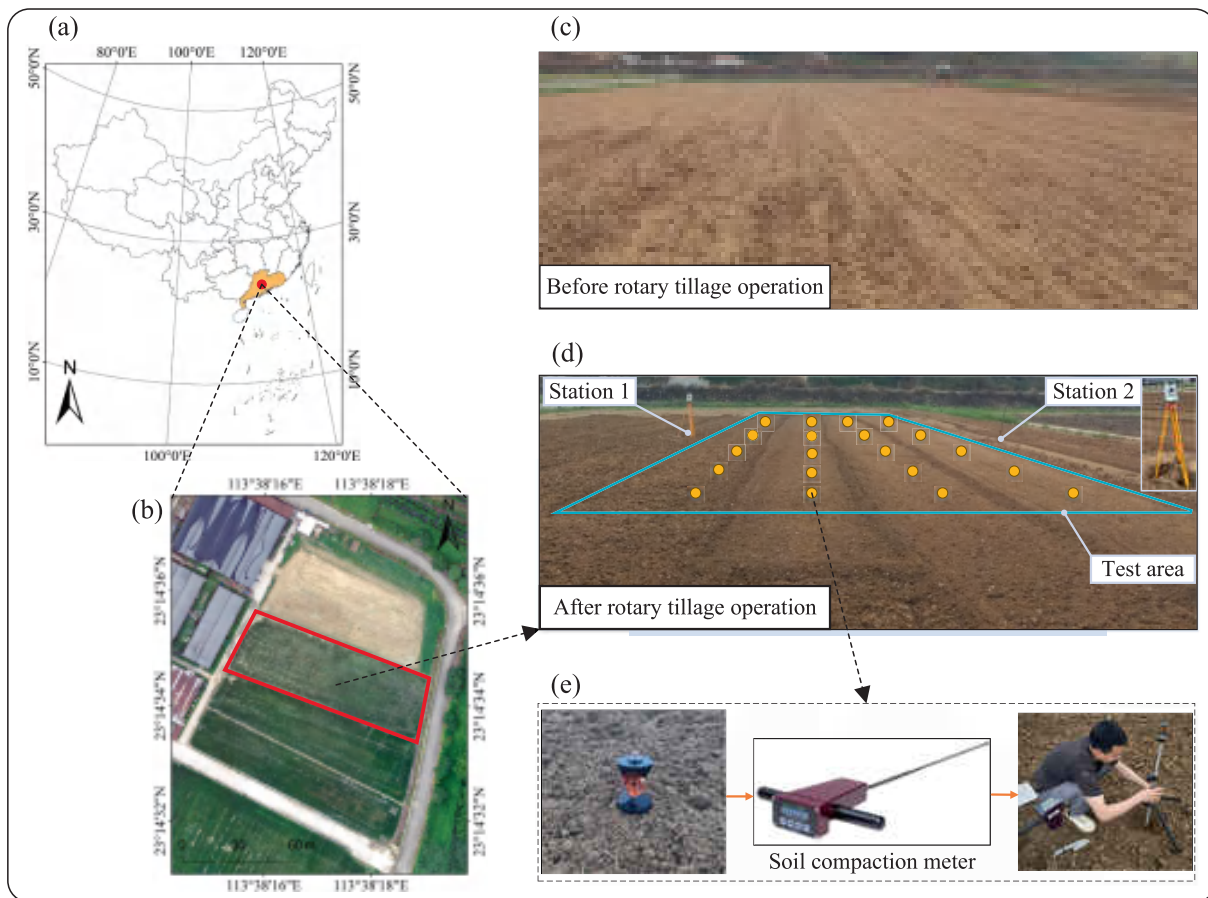 (a)
80°0'E 100°0'E 120°0'E
50°0'N
50°0'N
30°0'N
30°0'N
10°0'N
10°0'N
N
100°0'E
120°0'E
(b)
113°38'16"E 113°38'18"E
N
23°14'36"N
23°14'36"N
23°14'34"N
23°14'34"N
23°14'32"N
23°14'32"N
0 30 60 m
113°38'16"E 113°38'18"E
(c)
Before rotary tillage operation
(d)
Station 1
Station 2
Test area
After rotary tillage operation
(e)
Soil compaction meter